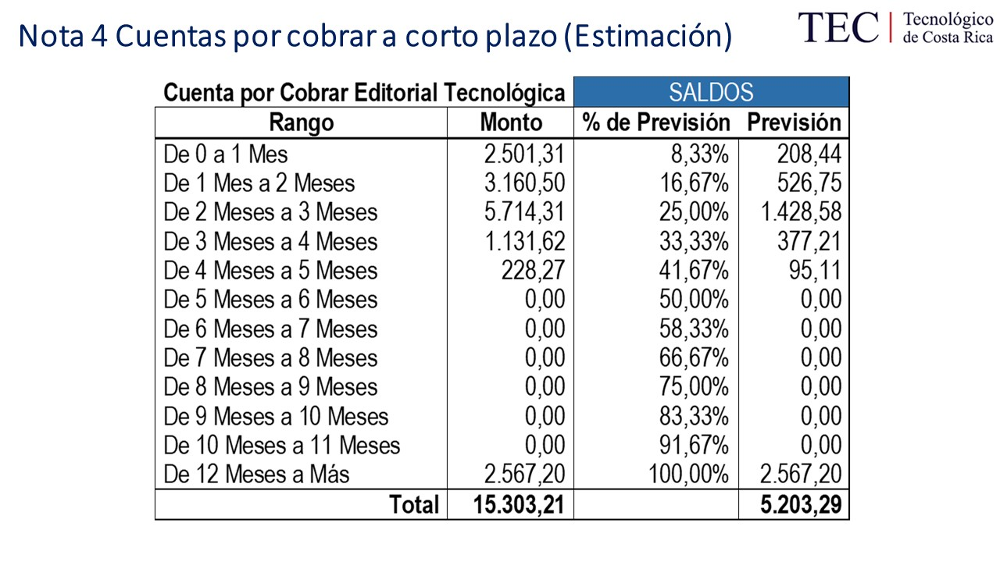 Nota 4 Cuentas por cobrar a corto plazo (Estimación)
TEC | Tecnológico
de Costa Rica
Cuenta por Cobrar Editorial Tecnológica SALDOS
Rango Monto % de Previsión Previsión
De 0 a 1 Mes 2.501,31 8,33% 208,44
De 1 Mes a 2 Meses 3.160,50 16,67% 526,75
De 2 Meses a 3 Meses 5.714,31 25,00% 1.428,58
De 3 Meses a 4 Meses 1.131,62 33,33% 377,21
De 4 Meses a 5 Meses 228,27 41,67% 95,11
De 5 Meses a 6 Meses 0,00 50,00% 0,00
De 6 Meses a 7 Meses 0,00 58,33% 0,00
De 7 Meses a 8 Meses 0,00 66,67% 0,00
De 8 Meses a 9 Meses 0,00 75,00% 0,00
De 9 Meses a 10 Meses 0,00 83,33% 0,00
De 10 Meses a 11 Meses 0,00 91,67% 0,00
De 12 Meses a Más 2.567,20 100,00% 2.567,20
Total 15.303,21 5.203,29